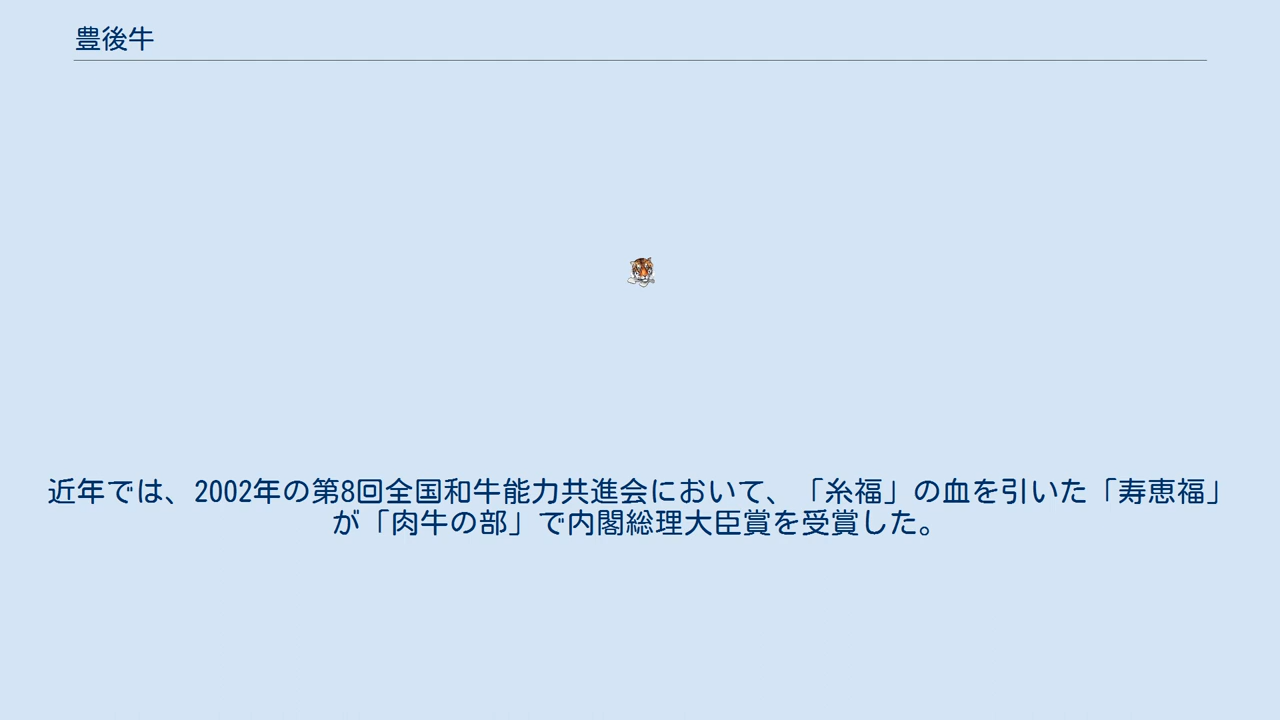 豊後牛
近年では、2002年の第8回全国和牛能力共進会において、「糸福」の血を引いた「寿恵福」
が「肉牛の部」で内閣総理大臣賞を受賞した。